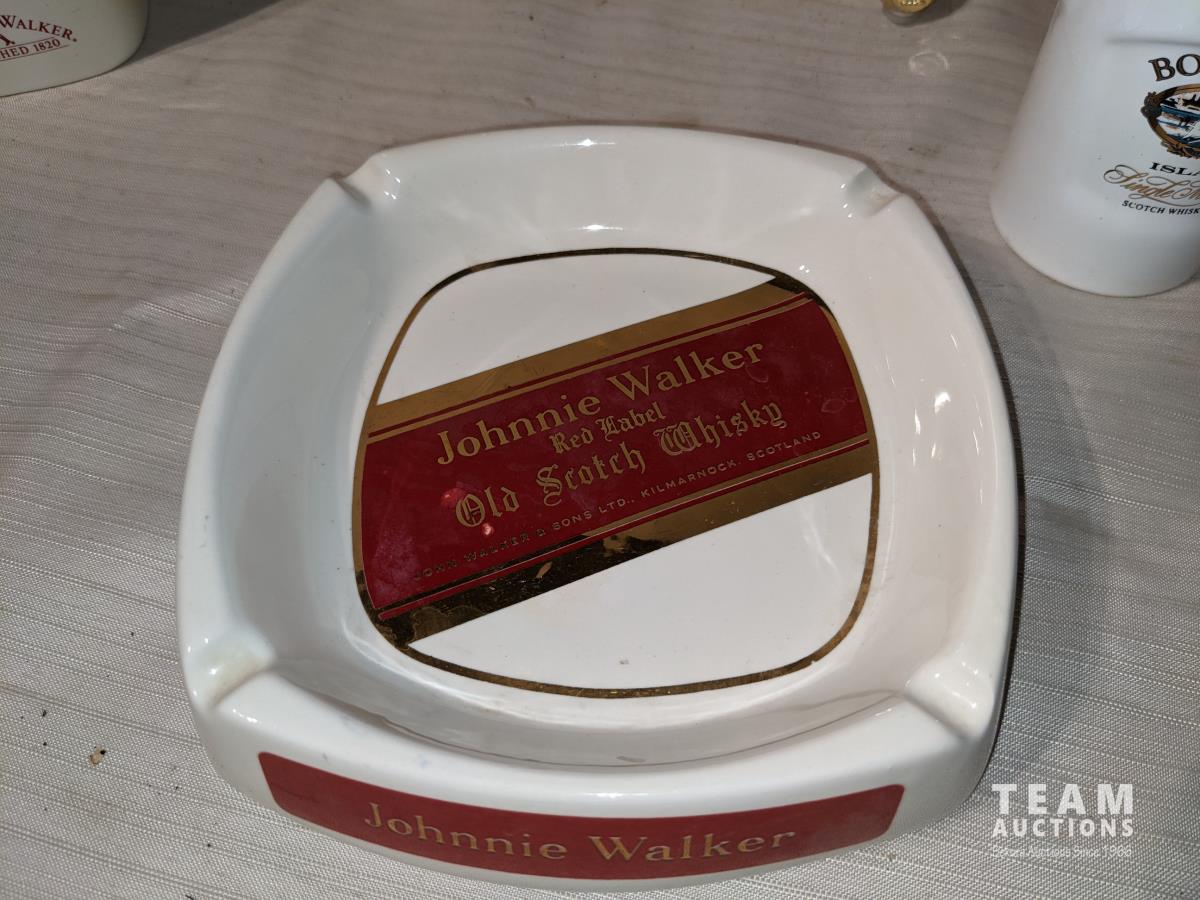 WALKER.
HED 1820
BO
ISLA
Single M
SCOTCH WHISK
Johnnie Walker
Red Label
Old Scotch Whisky
JOHN WALKER & SONS LTD., KILMARNOCK. SCOTLAND
Johnnie Walker
TEAM
AUCTIONS